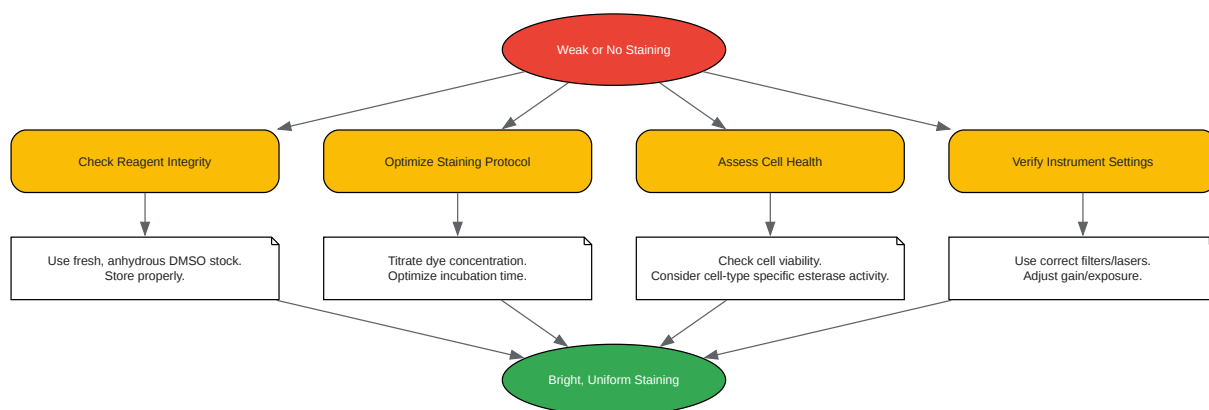 Weak or No Staining
Check Reagent Integrity
Optimize Staining Protocol
Assess Cell Health
Verify Instrument Settings
Use fresh, anhydrous DMSO stock.
Store properly.
Titrate dye concentration.
Optimize incubation time.
Check cell viability.
Consider cell-type specific esterase activity.
Use correct filters/lasers.
Adjust gain/exposure.
Bright, Uniform Staining